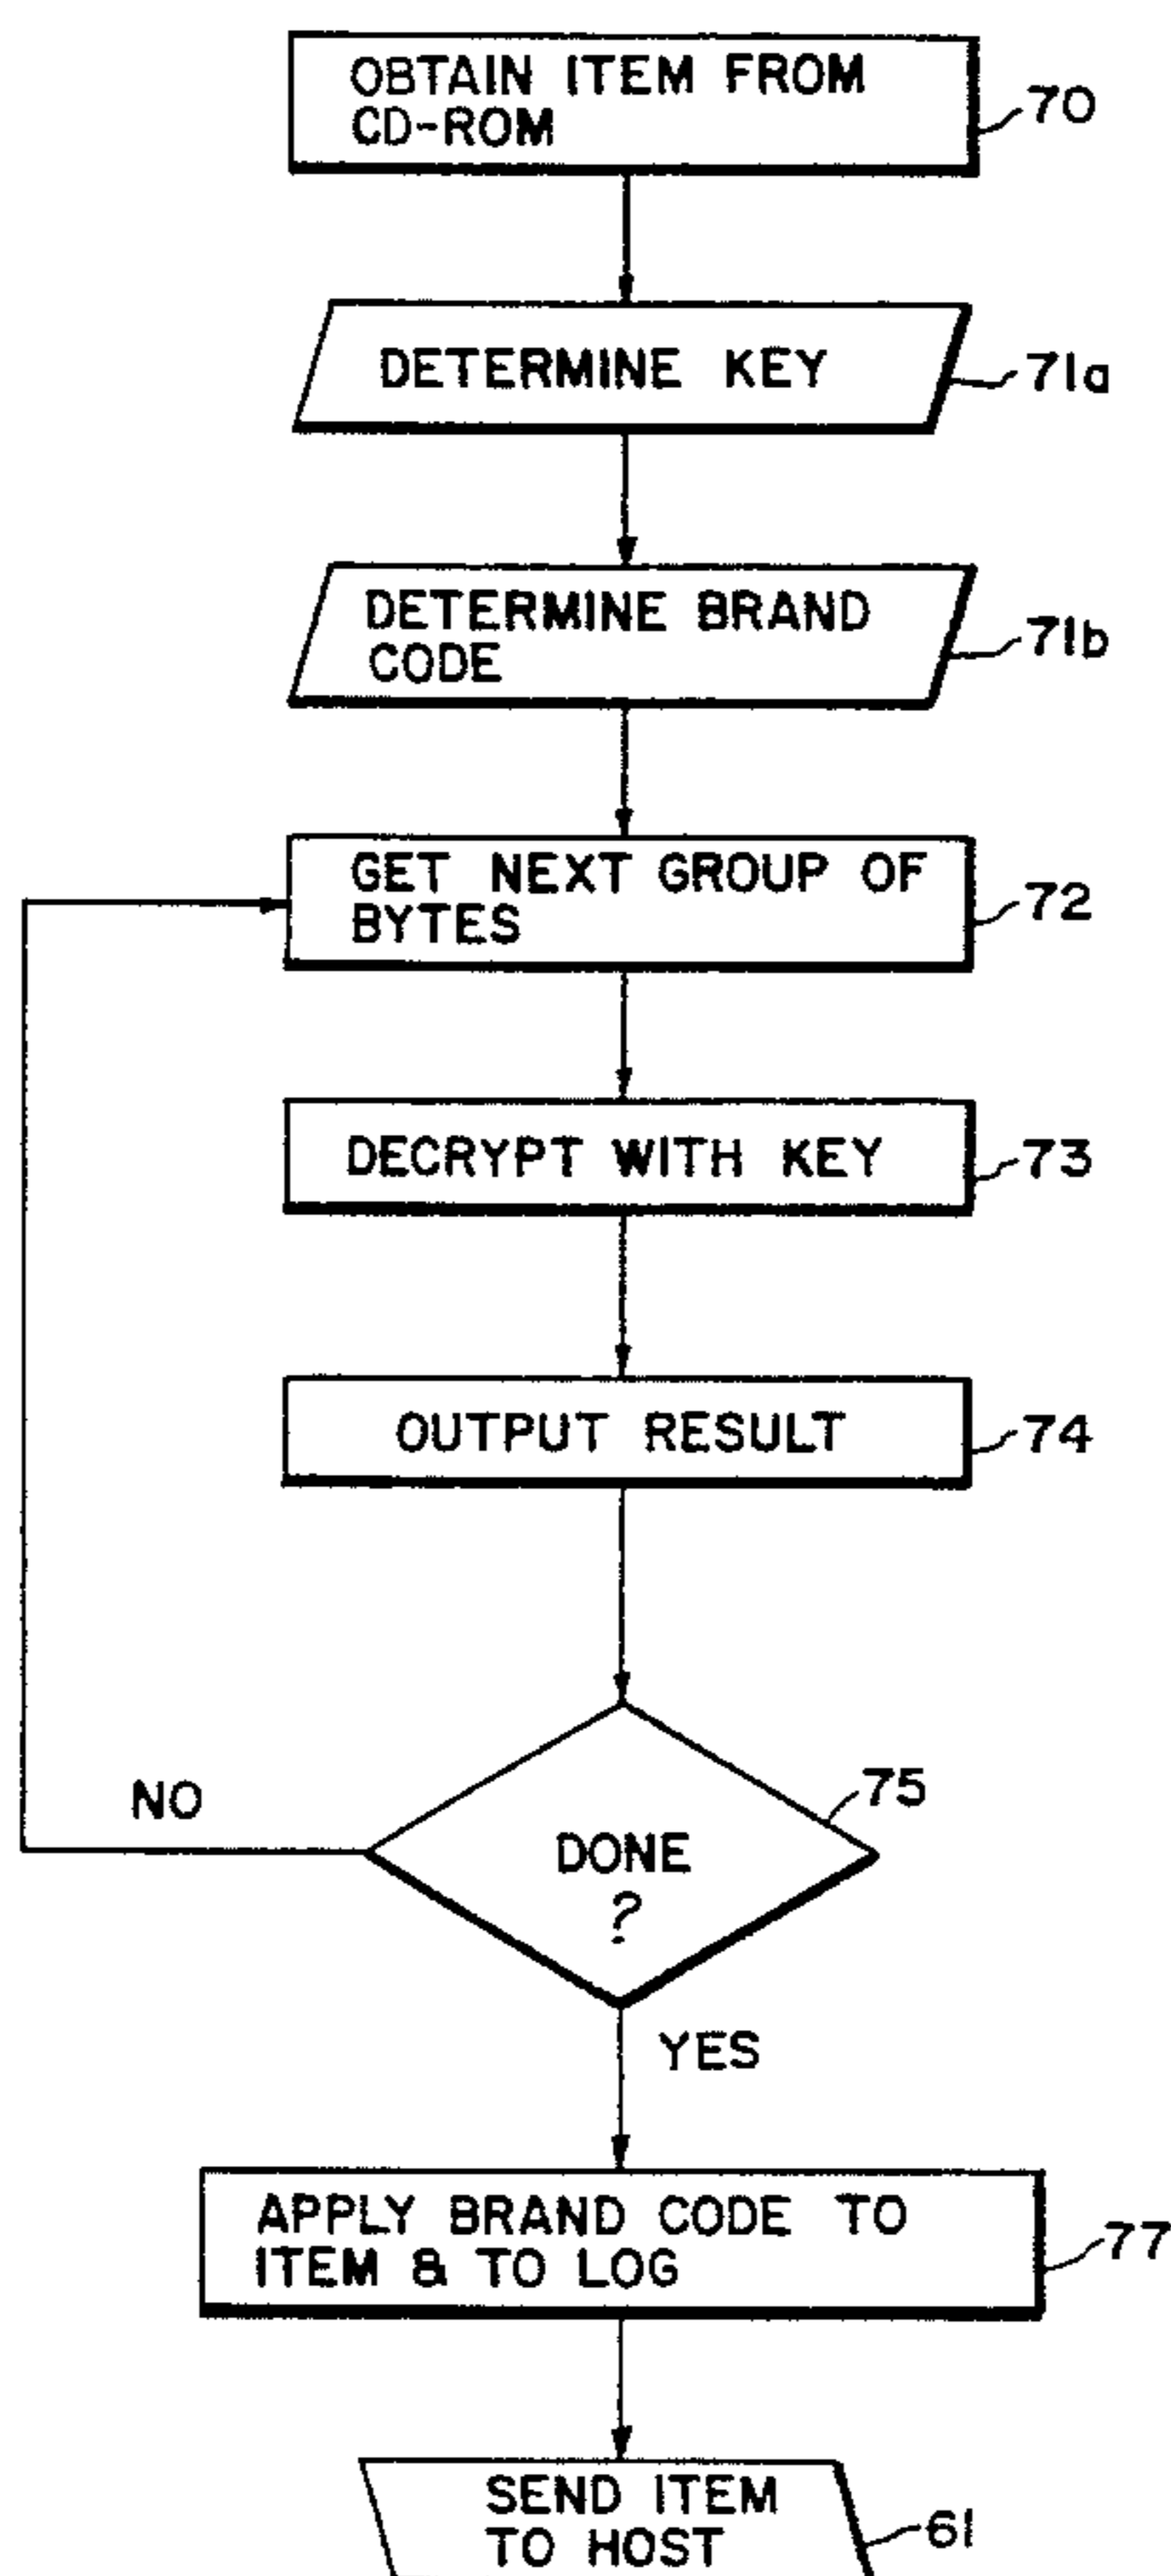 OBTAIN ITEM FROM
CD-ROM
70
DETERMINE KEY
71a
DETERMINE BRAND
CODE
71b
GET NEXT GROUP OF
BYTES
72
DECRYPT WITH KEY
73
OUTPUT RESULT
74
75
NO
DONE
?
YES
APPLY BRAND CODE TO
ITEM & TO LOG
77
SEND ITEM
TO HOST
61